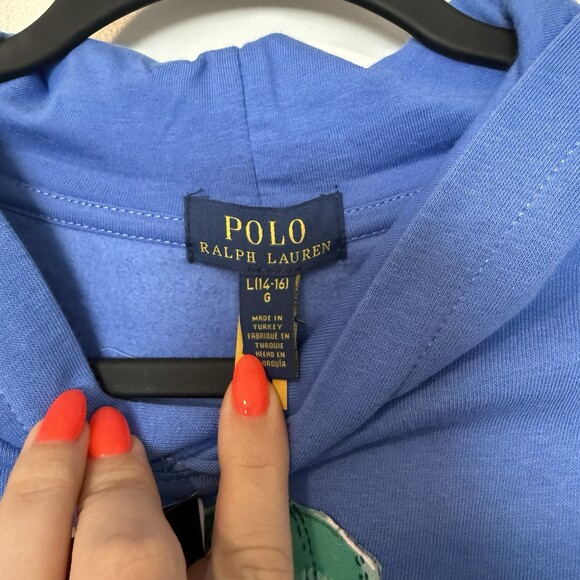 POLO
RALPH LAUREN
L(14-16)
G
MADE IN
TURKEY
FABRIQUÉ EN
TURQUIE
HECHO EN
TURQUÍA